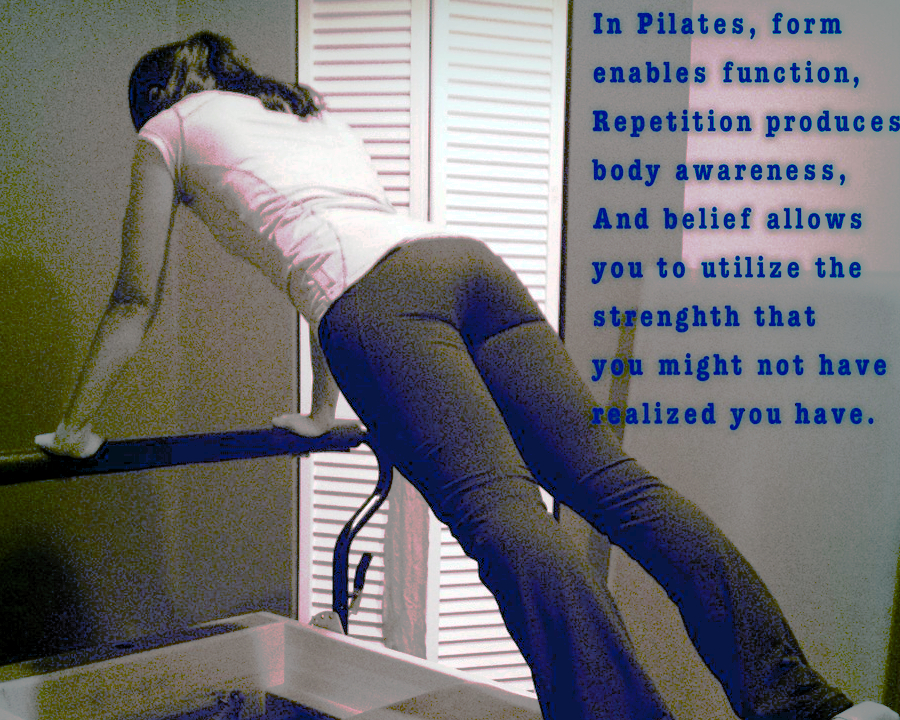 In Pilates, form
enables function,
Repetition produces
body awareness,
And belief allows
you to utilize the
strenghth that
you might not have
realized you have.